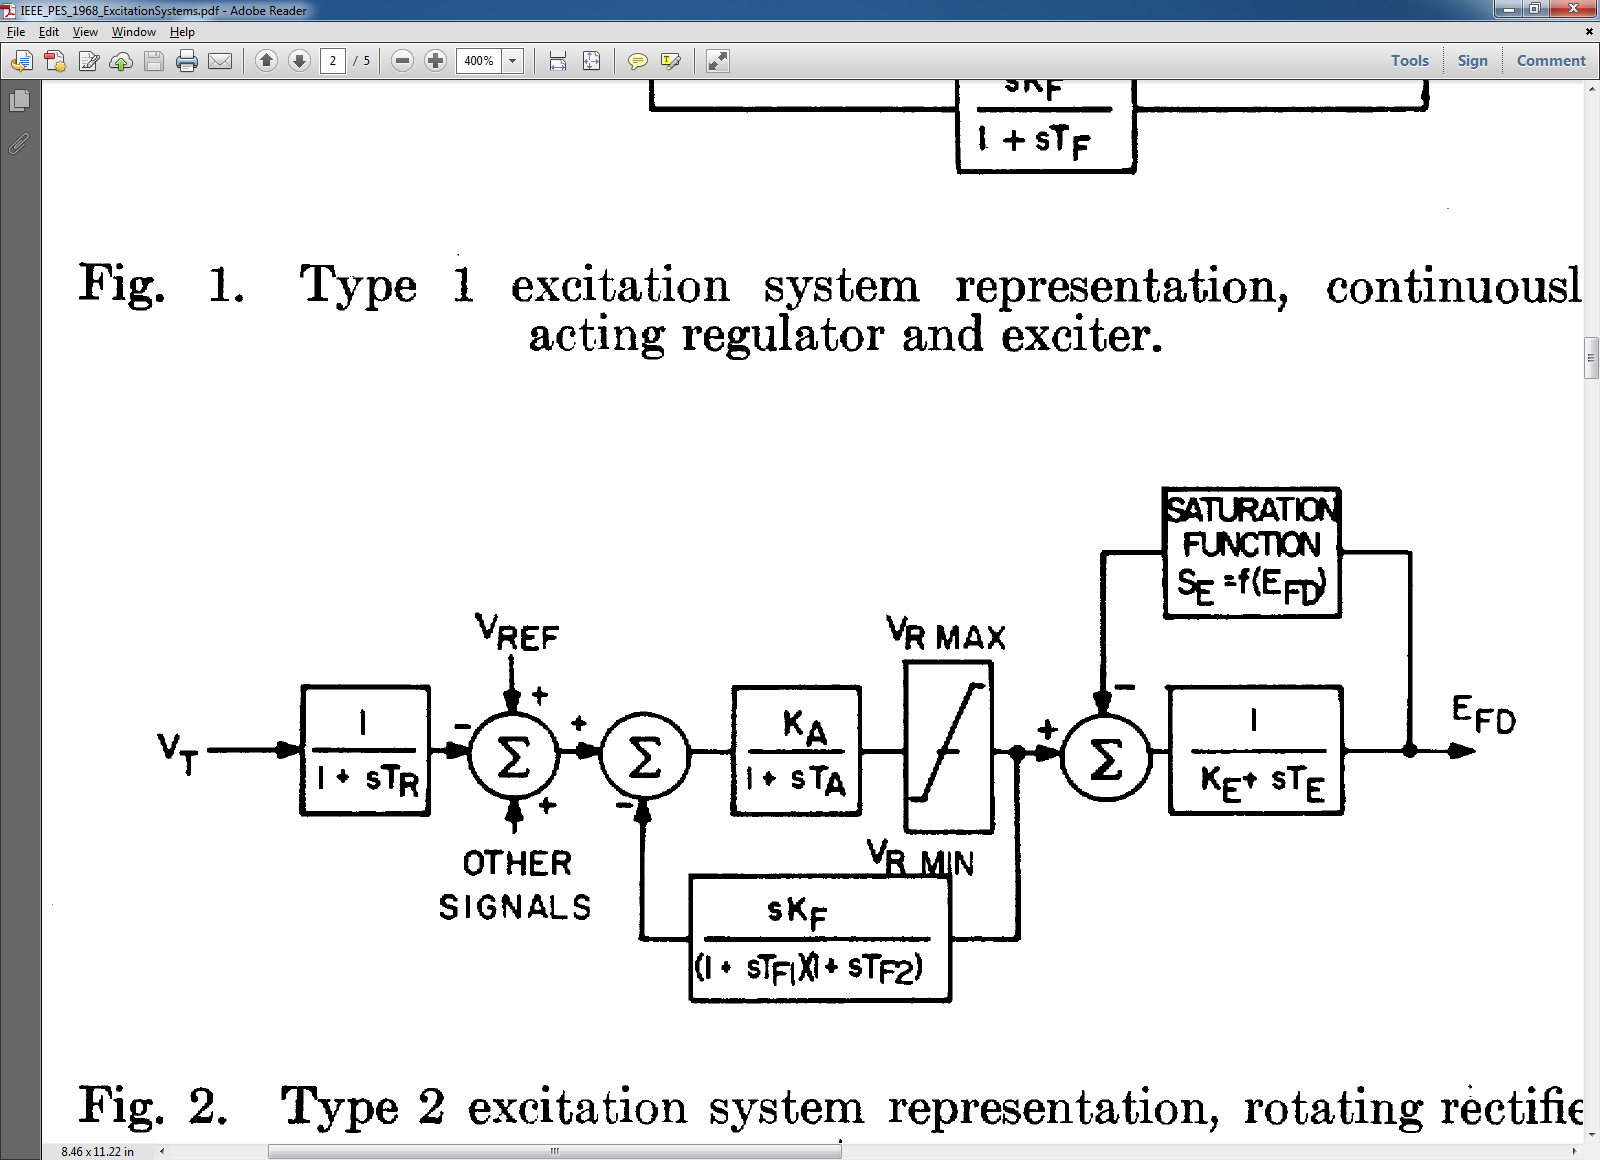 IEEE_PES_1968_ExcitationSystems.pdf - Adobe Reader
File Edit View Window Help
2 / 5 400% Tools Sign Comment
sKF
1 + sTF
Fig. 1. Type 1 excitation system representation, continuousl
acting regulator and exciter.
SATURATION
FUNCTION
SE = f(EFD)
VREF
VR MAX
+
-
-
+
+
EFD
VT
1
1 + sTR
Σ
Σ
KA
1 + sTA
Σ
1
KE + sTE
+
-
OTHER
SIGNALS
VR MIN
sKF
(1 + sTF1)(1 + sTF2)
Fig. 2. Type 2 excitation system representation, rotating rectifie
8.46 x 11.22 in